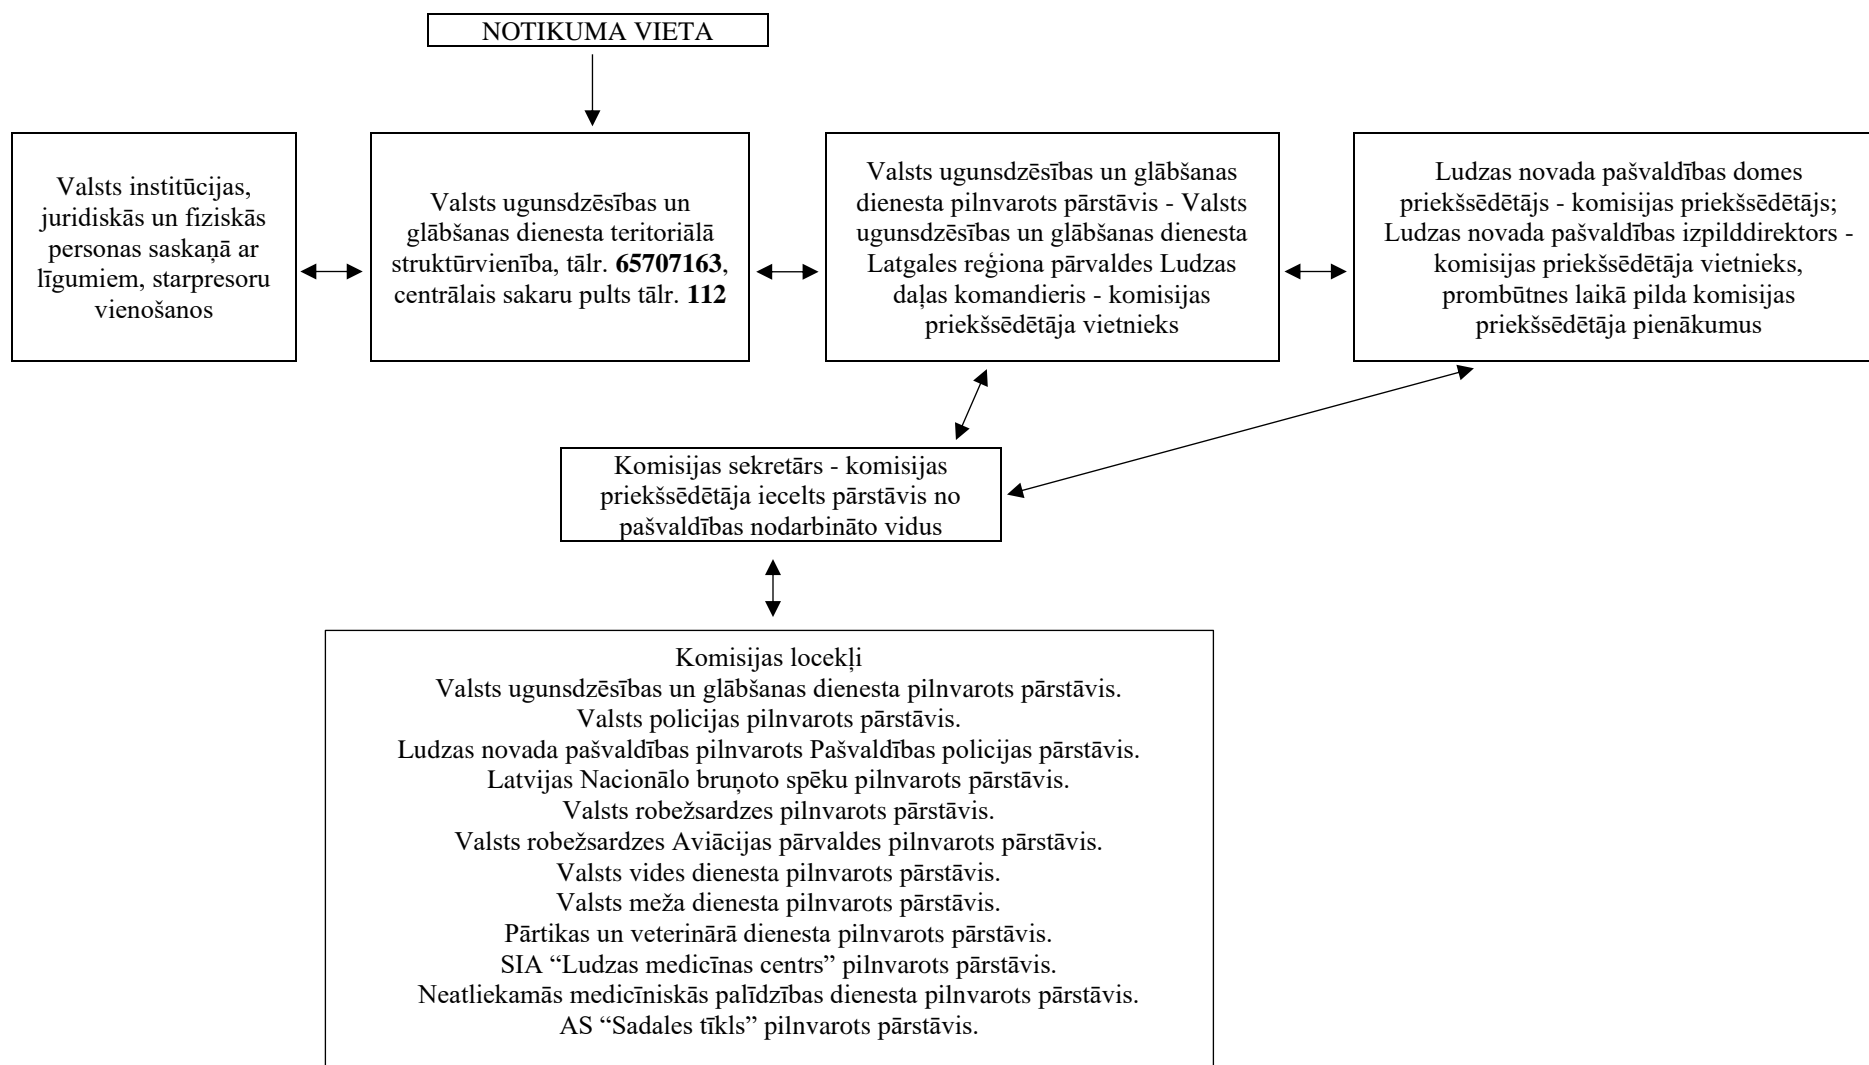 NOTIKUMA VIETA
Valsts institūcijas,
juridiskās un fiziskās
personas saskaņā ar
līgumiem, starpresoru
vienošanos
Valsts ugunsdzēsības un
glābšanas dienesta teritoriālā
struktūrvienība, tālr. 65707163,
centrālais sakaru pults tālr. 112
Valsts ugunsdzēsības un glābšanas
dienesta pilnvarots pārstāvis - Valsts
ugunsdzēsības un glābšanas dienesta
Latgales reģiona pārvaldes Ludzas
daļas komandieris - komisijas
priekšsēdētāja vietnieks
Ludzas novada pašvaldības domes
priekšsēdētājs - komisijas priekšsēdētājs;
Ludzas novada pašvaldības izpilddirektors -
komisijas priekšsēdētāja vietnieks,
prombūtnes laikā pilda komisijas
priekšsēdētāja pienākumus
Komisijas sekretārs - komisijas
priekšsēdētāja iecelts pārstāvis no
pašvaldības nodarbināto vidus
Komisijas locekļi
Valsts ugunsdzēsības un glābšanas dienesta pilnvarots pārstāvis.
Valsts policijas pilnvarots pārstāvis.
Ludzas novada pašvaldības pilnvarots Pašvaldības policijas pārstāvis.
Latvijas Nacionālo bruņoto spēku pilnvarots pārstāvis.
Valsts robežsardzes pilnvarots pārstāvis.
Valsts robežsardzes Aviācijas pārvaldes pilnvarots pārstāvis.
Valsts vides dienesta pilnvarots pārstāvis.
Valsts meža dienesta pilnvarots pārstāvis.
Pārtikas un veterinārā dienesta pilnvarots pārstāvis.
SIA “Ludzas medicīnas centrs” pilnvarots pārstāvis.
Neatliekamās medicīniskās palīdzības dienesta pilnvarots pārstāvis.
AS “Sadales tīkls” pilnvarots pārstāvis.